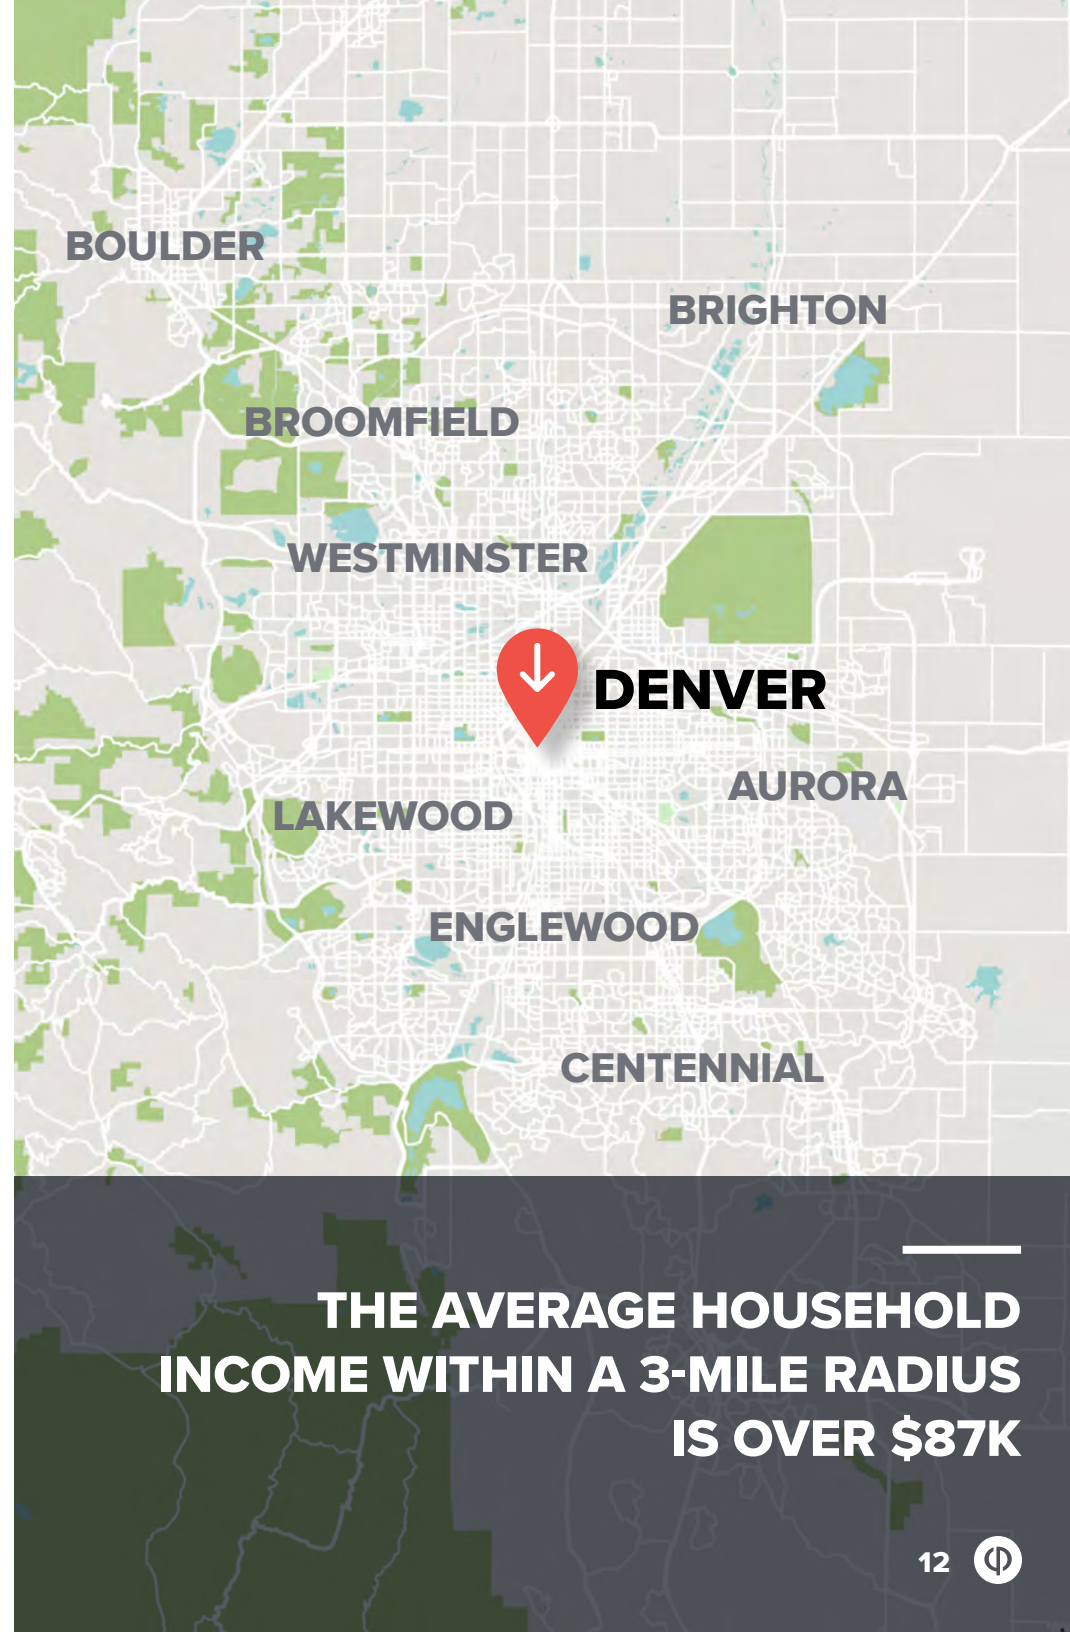 BOULDER
BRIGHTON
BROOMFIELD
WESTMINSTER
DENVER
AURORA
LAKEWOOD
ENGLEWOOD
CENTENNIAL
THE AVERAGE HOUSEHOLD
INCOME WITHIN A 3-MILE RADIUS
IS OVER $87K
12